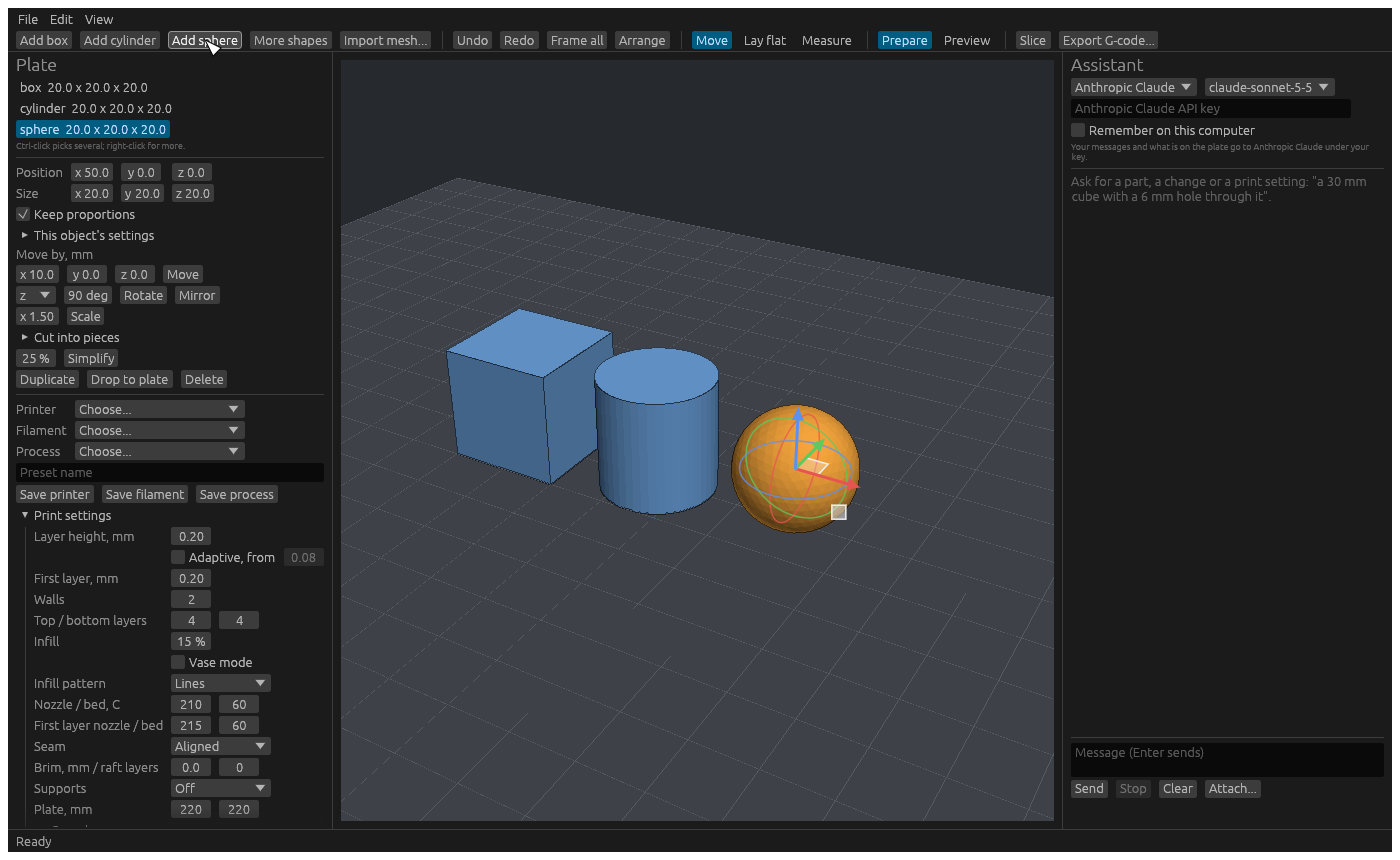 File Edit View
Add box Add cylinder Add sphere More shapes Import mesh... Undo Redo Frame all Arrange Move Lay flat Measure Prepare Preview Slice Export G-code...
Plate
box 20.0 x 20.0 x 20.0
cylinder 20.0 x 20.0 x 20.0
sphere 20.0 x 20.0 x 20.0
Ctrl-click picks several; right-click for more.
Position x 50.0 y 0.0 z 0.0
Size x 20.0 y 20.0 z 20.0
Keep proportions
This object's settings
Move by, mm
x 10.0 y 0.0 z 0.0 Move
z 90 deg Rotate Mirror
x 1.50 Scale
Cut into pieces
25 % Simplify
Duplicate Drop to plate Delete
Printer Choose...
Filament Choose...
Process Choose...
Preset name
Save printer Save filament Save process
Print settings
Layer height, mm 0.20
Adaptive, from 0.08
First layer, mm 0.20
Walls 2
Top / bottom layers 4 4
Infill 15 %
Vase mode
Infill pattern Lines
Nozzle / bed, C 210 60
First layer nozzle / bed 215 60
Seam Aligned
Brim, mm / raft layers 0.0 0
Supports Off
Plate, mm 220 220
Assistant
Anthropic Claude claude-sonnet-5-5
Anthropic Claude API key
Remember on this computer
Your messages and what is on the plate go to Anthropic Claude under your
key.
Ask for a part, a change or a print setting: "a 30 mm
cube with a 6 mm hole through it".
Message (Enter sends)
Send Stop Clear Attach...
Ready